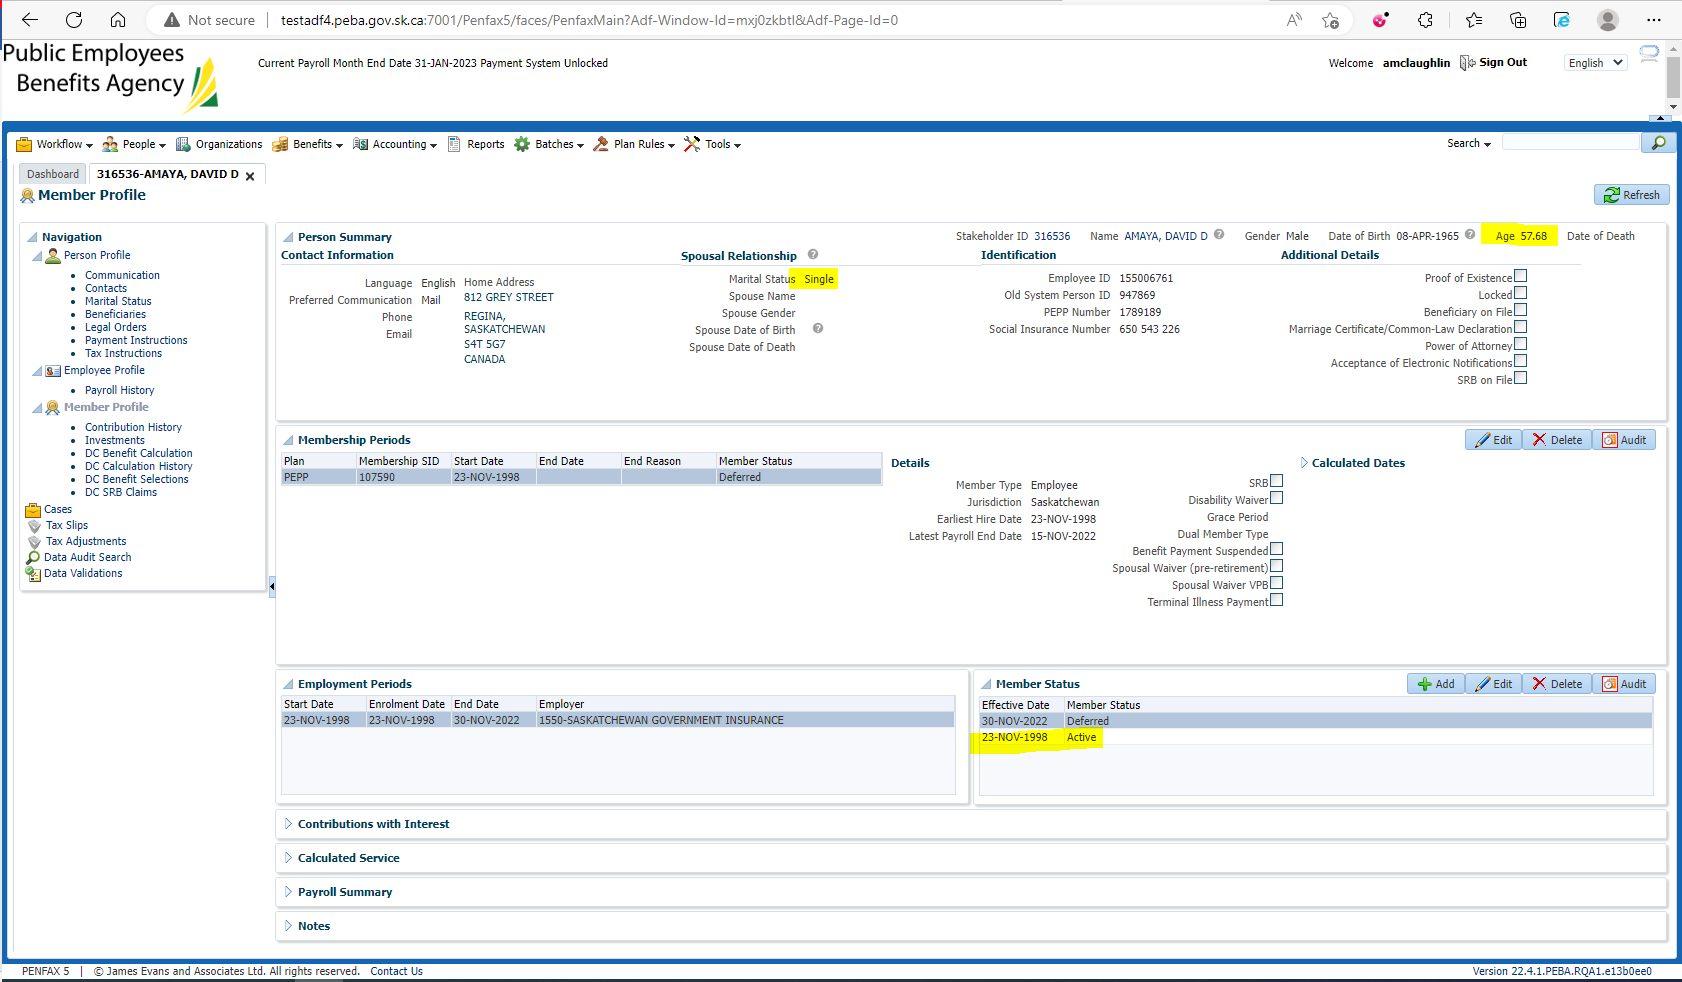 Not secure | testadf4.peba.gov.sk.ca:7001/Penfax5/faces/PenfaxMain?Adf-Window-Id=mxj0zkbtl&Adf-Page-Id=0
Public Employees
Benefits Agency
Current Payroll Month End Date 31-JAN-2023 Payment System Unlocked
Welcome amclaughlin Sign Out English
Workflow People Organizations Benefits Accounting Reports Batches Plan Rules Tools Search
Dashboard 316536-AMAYA, DAVID D
Member Profile
Refresh
Navigation
Person Profile
Communication
Contacts
Marital Status
Beneficiaries
Legal Orders
Payment Instructions
Tax Instructions
Employee Profile
Payroll History
Member Profile
Contribution History
Investments
DC Benefit Calculation
DC Calculation History
DC Benefit Selections
DC SRB Claims
Cases
Tax Slips
Tax Adjustments
Data Audit Search
Data Validations
Person Summary
Stakeholder ID 316536 Name AMAYA, DAVID D Gender Male Date of Birth 08-APR-1965 Age 57.68 Date of Death
Contact Information
Language English
Preferred Communication Mail
Phone
Email
Home Address
812 GREY STREET
REGINA,
SASKATCHEWAN
S4T 5G7
CANADA
Spousal Relationship
Marital Status Single
Spouse Name
Spouse Gender
Spouse Date of Birth
Spouse Date of Death
Identification
Employee ID 155006761
Old System Person ID 947869
PEPP Number 1789189
Social Insurance Number 650 543 226
Additional Details
Proof of Existence
Locked
Beneficiary on File
Marriage Certificate/Common-Law Declaration
Power of Attorney
Acceptance of Electronic Notifications
SRB on File
Membership Periods
Edit Delete Audit
Plan Membership SID Start Date End Date End Reason Member Status
PEPP 107590 23-NOV-1998 Deferred
Details
Member Type Employee
Jurisdiction Saskatchewan
Earliest Hire Date 23-NOV-1998
Latest Payroll End Date 15-NOV-2022
SRB
Disability Waiver
Grace Period
Dual Member Type
Benefit Payment Suspended
Spousal Waiver (pre-retirement)
Spousal Waiver VPB
Terminal Illness Payment
Calculated Dates
Employment Periods
Start Date Enrolment Date End Date Employer
23-NOV-1998 23-NOV-1998 30-NOV-2022 1550-SASKATCHEWAN GOVERNMENT INSURANCE
Member Status
Add Edit Delete Audit
Effective Date Member Status
30-NOV-2022 Deferred
23-NOV-1998 Active
Contributions with Interest
Calculated Service
Payroll Summary
Notes
PENFAX 5 | © James Evans and Associates Ltd. All rights reserved. Contact Us
Version 22.4.1.PEBA.RQA1.e13b0ee0